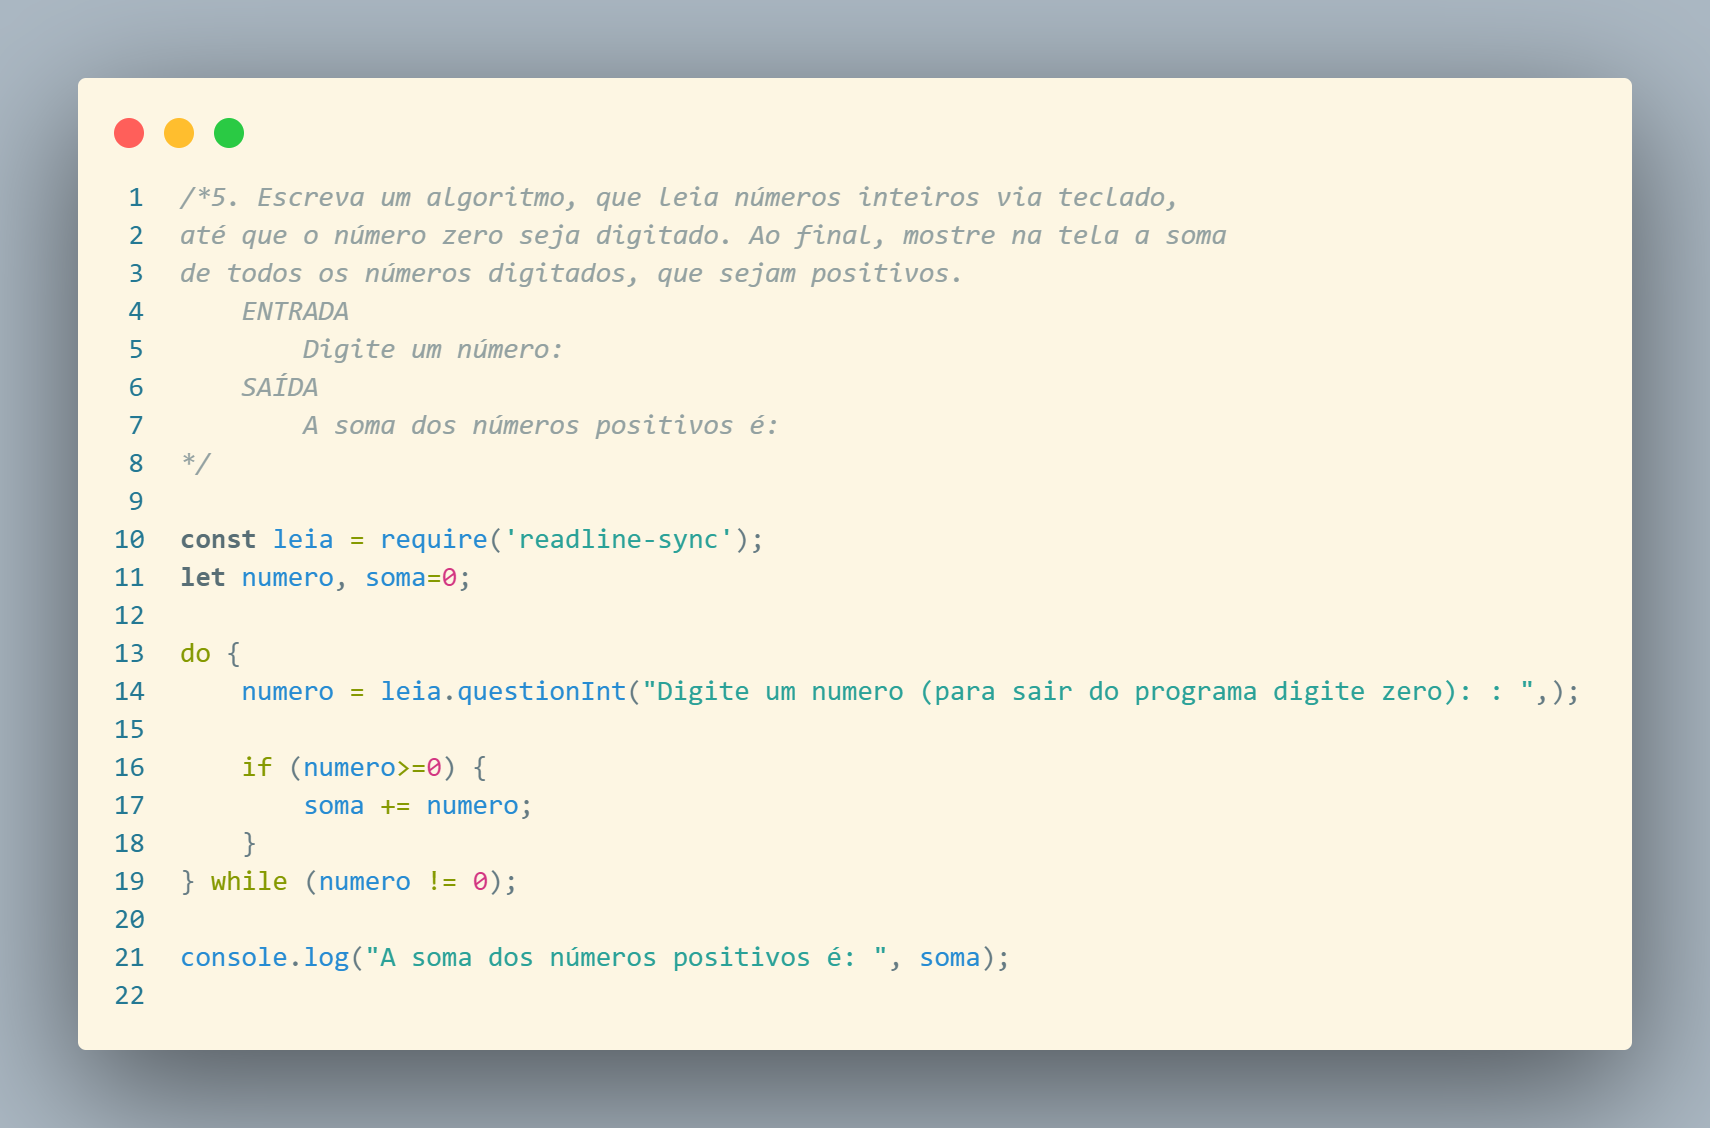 1 /*5. Escreva um algoritmo, que leia números inteiros via teclado,
2 até que o número zero seja digitado. Ao final, mostre na tela a soma
3 de todos os números digitados, que sejam positivos.
4     ENTRADA
5         Digite um número:
6     SAÍDA
7         A soma dos números positivos é:
8 */
9
10 const leia = require('readline-sync');
11 let numero, soma=0;
12
13 do {
14     numero = leia.questionInt("Digite um numero (para sair do programa digite zero): : ",);
15
16     if (numero>=0) {
17         soma += numero;
18     }
19 } while (numero != 0);
20
21 console.log("A soma dos números positivos é: ", soma);
22